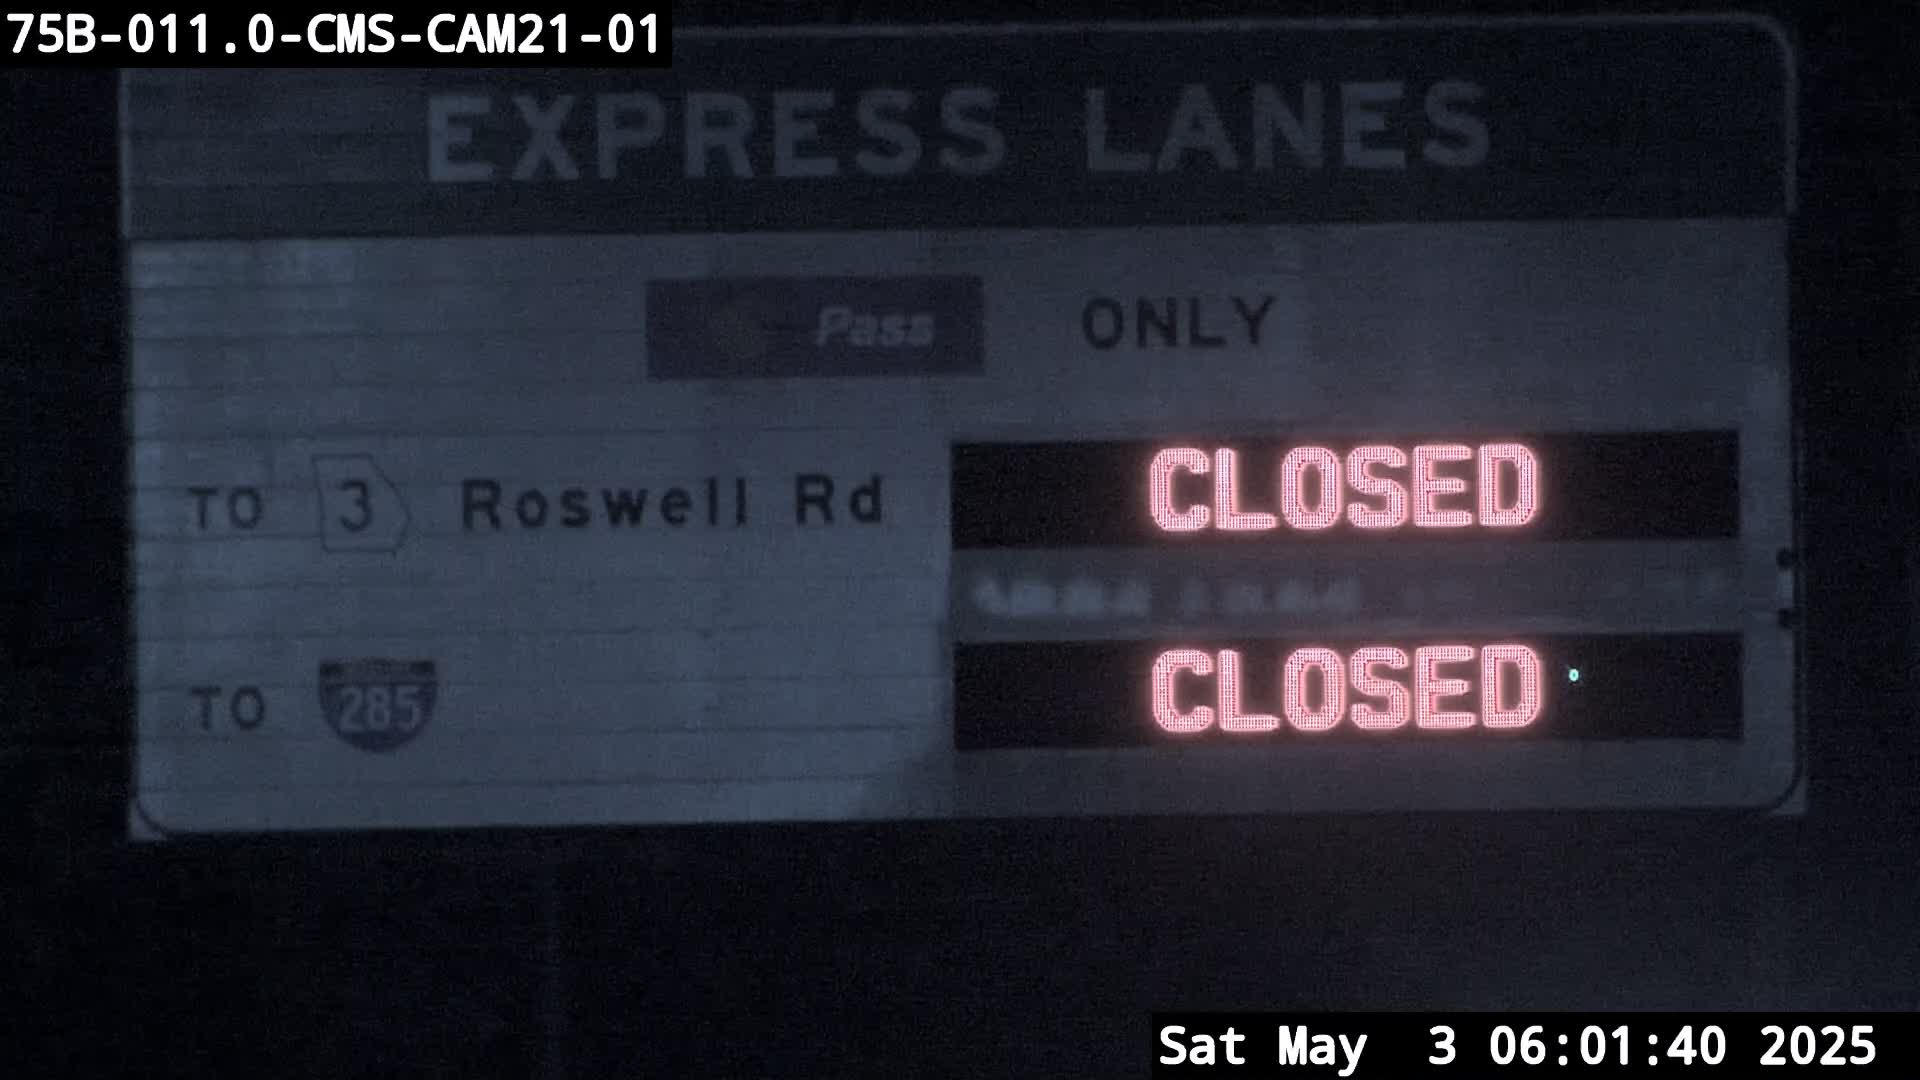 75B-011.0-CMS-CAM21-01
EXPRESS LANES
Pass ONLY
TO 3 Roswell Rd CLOSED
TO 285 CLOSED
Sat May 3 06:01:40 2025